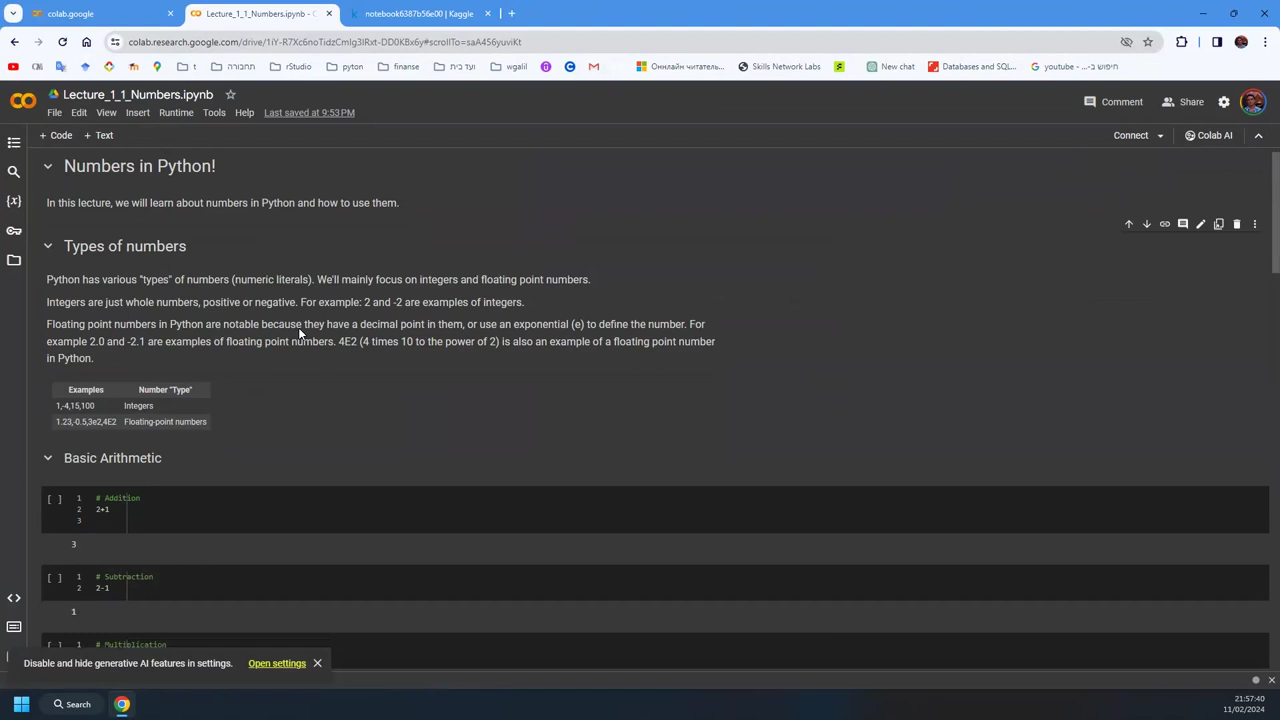 colab.google
Lecture_1_1_Numbers.ipynb - C
notebook6387b56e00 | Kaggle
colab.research.google.com/drive/1iY-R7Xc6noTidzCmIg3lRxt-DD0KBx6y#scrollTo=saA456yuviKt
t
תחבורה
rStudio
pyton
finanse
ועד בית
wgalil
Онлайн читатель...
Skills Network Labs
New chat
Databases and SQL...
youtube - חיפוש ב-...
Lecture_1_1_Numbers.ipynb
File Edit View Insert Runtime Tools Help Last saved at 9:53PM
Comment
Share
+ Code + Text
Connect
Colab AI
Numbers in Python!
In this lecture, we will learn about numbers in Python and how to use them.
Types of numbers
Python has various "types" of numbers (numeric literals). We'll mainly focus on integers and floating point numbers.
Integers are just whole numbers, positive or negative. For example: 2 and -2 are examples of integers.
Floating point numbers in Python are notable because they have a decimal point in them, or use an exponential (e) to define the number. For
example 2.0 and -2.1 are examples of floating point numbers. 4E2 (4 times 10 to the power of 2) is also an example of a floating point number
in Python.
Examples Number "Type"
1,-4,15,100 Integers
1.23,-0.5,3e2,4E2 Floating-point numbers
Basic Arithmetic
[ ] 1 # Addition
2 2+1
3
3
[ ] 1 # Subtraction
2 2-1
1
[ ] 1 # Multiplication
Disable and hide generative AI features in settings. Open settings
Search
21:57:40
11/02/2024